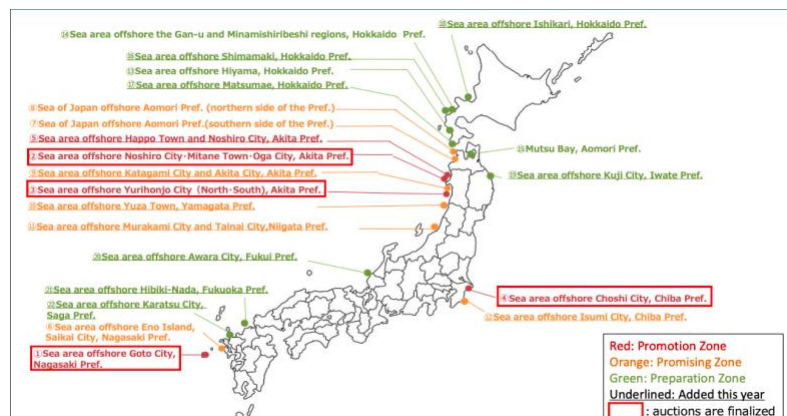 ⑭Sea area offshore the Gan-u and Minamishiribeshi regions, Hokkaido Pref.
Sea area offshore Ishikari, Hokkaido Pref.
Sea area offshore Shimamaki, Hokkaido Pref.
⑬Sea area offshore Hiyama, Hokkaido Pref.
⑰Sea area offshore Matsumae, Hokkaido Pref.
Sea of Japan offshore Aomori Pref. (northern side of the Pref.)
⑦Sea of Japan offshore Aomori Pref.(southern side of the Pref.)
⑤Sea area offshore Happo Town and Noshiro City, Akita Pref.
②Sea area offshore Noshiro City·Mitane Town·Oga City, Akita Pref.
⑨Sea area offshore Katagami City and Akita City, Akita Pref.
③Sea area offshore Yurihonjo City (North·South), Akita Pref.
⑩Sea area offshore Yuza Town, Yamagata Pref.
⑪Sea area offshore Murakami City and Tainai City,Niigata Pref.
Mutsu Bay, Aomori Pref.
Sea area offshore Kuji City, Iwate Pref.
⑳Sea area offshore Awara City, Fukui Pref.
㉑Sea area offshore Hibiki-Nada, Fukuoka Pref.
㉒Sea area offshore Karatsu City,
Saga Pref.
⑥Sea area offshore Eno Island,
Saikai City, Nagasaki Pref.
①Sea area offshore Goto City,
Nagasaki Pref.
④Sea area offshore Choshi City, Chiba Pref.
⑫Sea area offshore Isumi City, Chiba Pref.
Red: Promotion Zone
Orange: Promising Zone
Green: Preparation Zone
Underlined: Added this year
: auctions are finalized